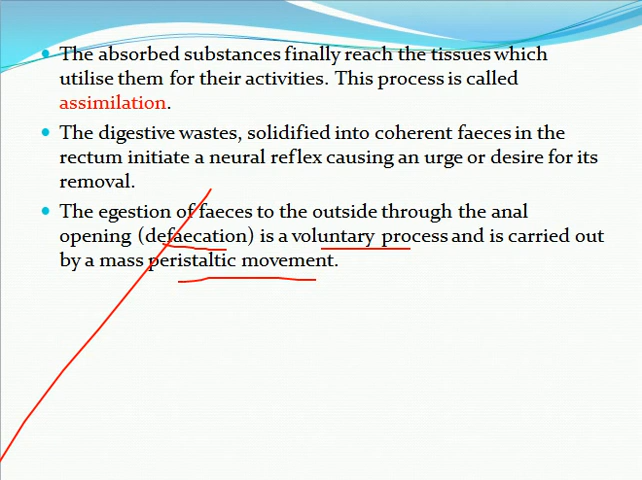 The absorbed substances finally reach the tissues which
utilise them for their activities. This process is called
assimilation.
The digestive wastes, solidified into coherent faeces in the
rectum initiate a neural reflex causing an urge or desire for its
removal.
The egestion of faeces to the outside through the anal
opening (defaecation) is a voluntary process and is carried out
by a mass peristaltic movement.